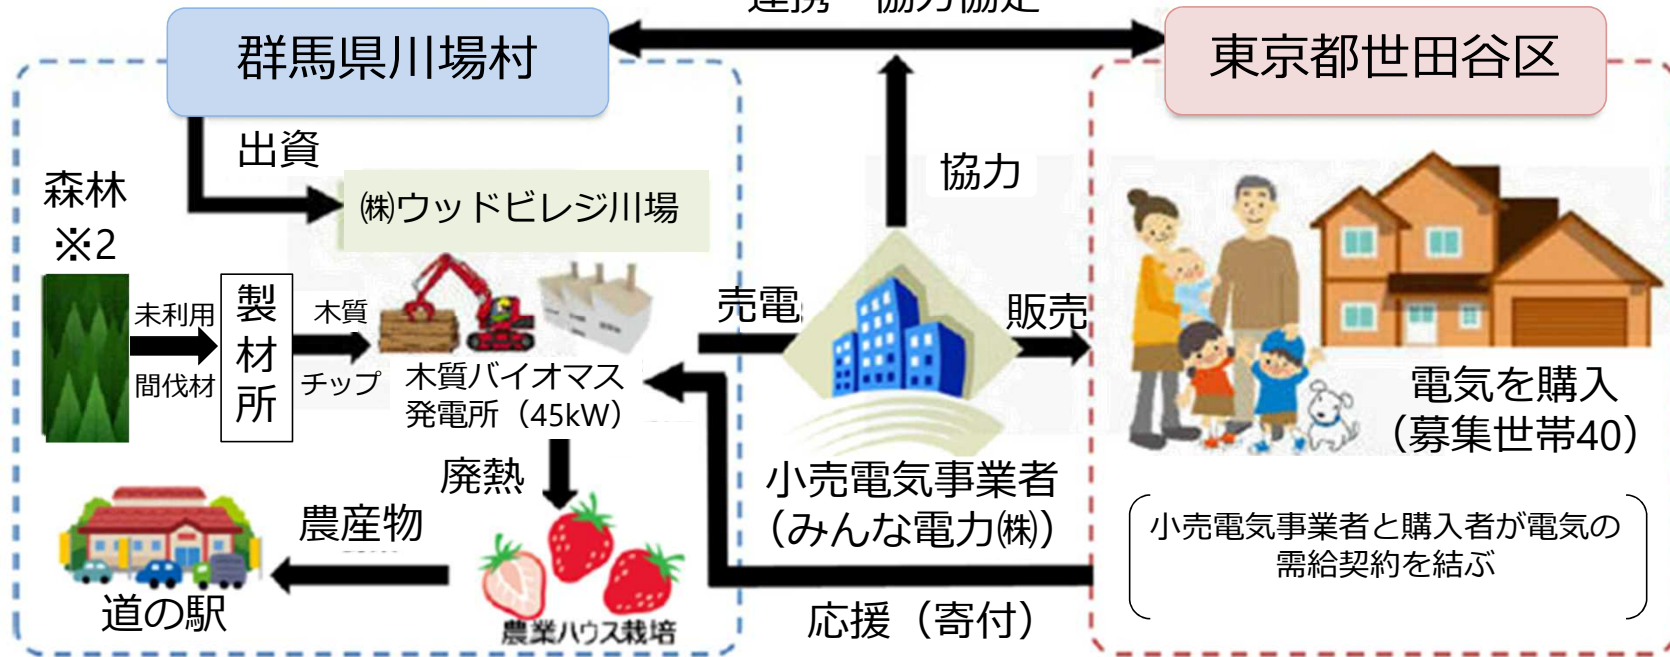 連携・協力協定
群馬県川場村
東京都世田谷区
出資
協力
森林
※2
㈱ウッドビレジ川場
未利用
間伐材
製
材
所
木質
チップ
木質バイオマス
発電所（45kW）
売電
販売
電気を購入
（募集世帯40）
廃熱
農産物
小売電気事業者
（みんな電力㈱）
小売電気事業者と購入者が電気の
需給契約を結ぶ
道の駅
農業ハウス栽培
応援（寄付）